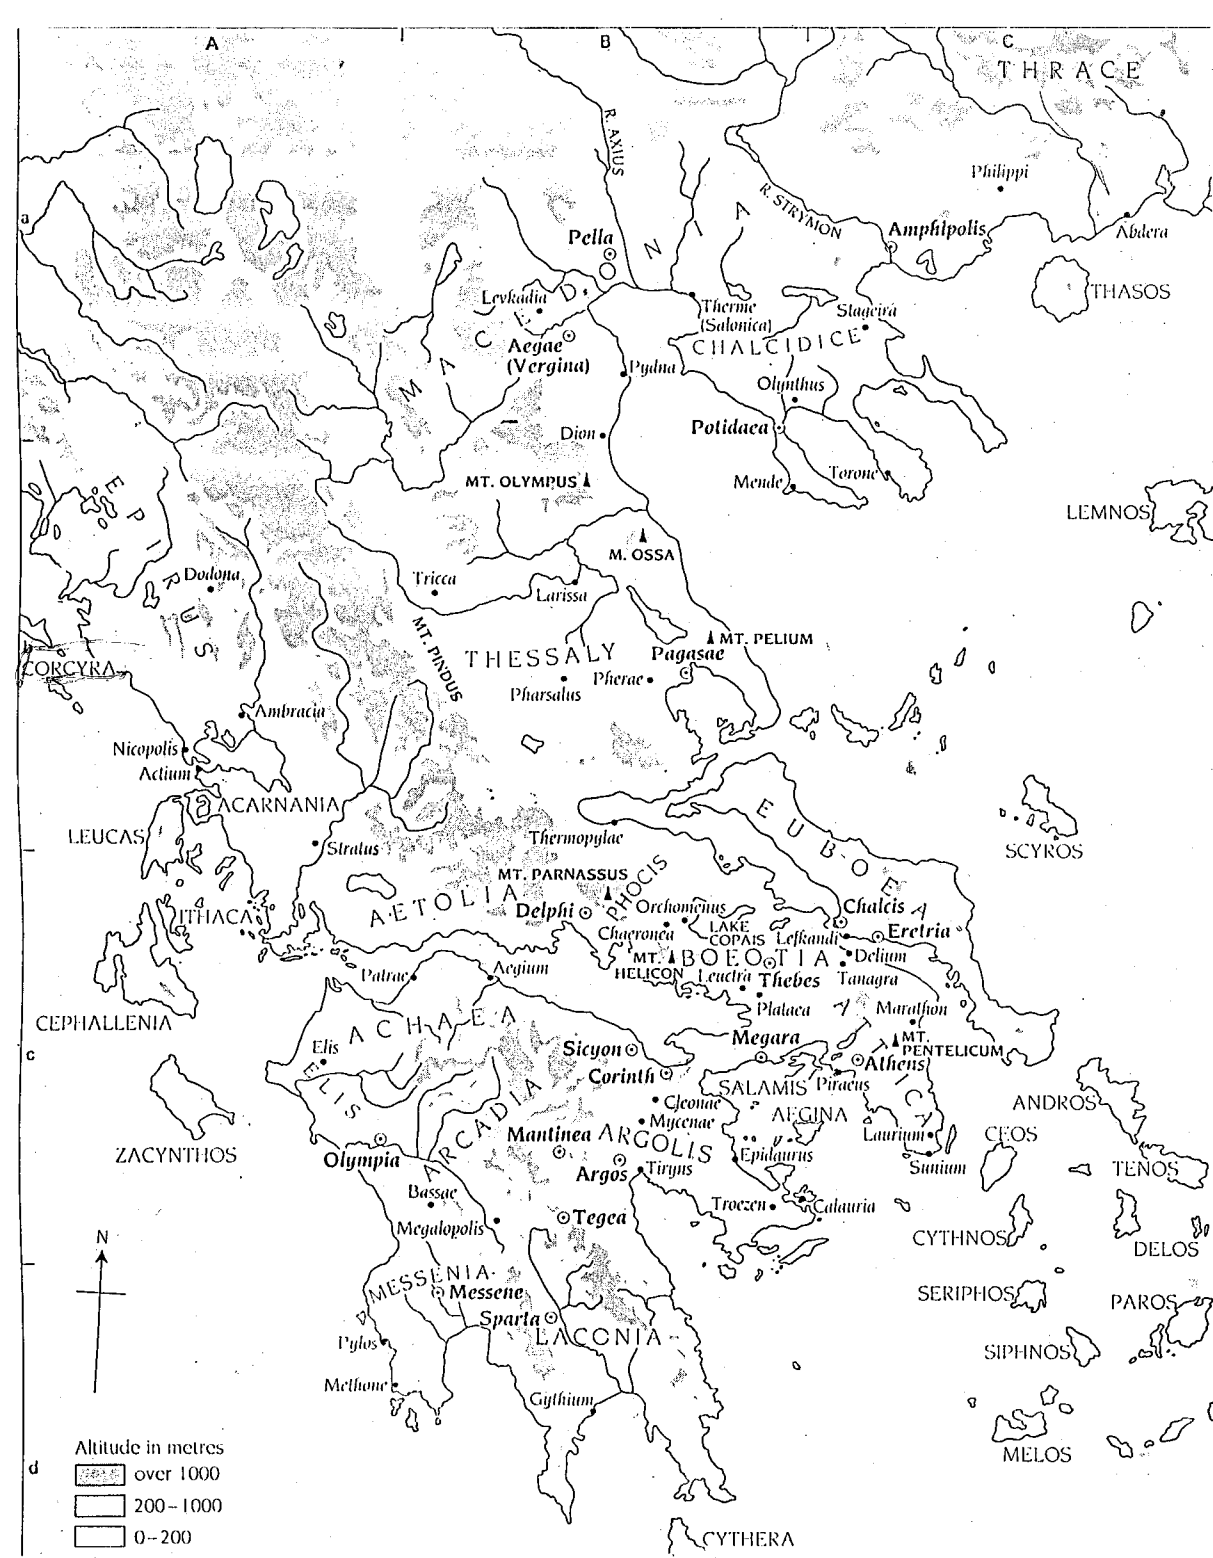 A
B
C
THRACE
R. AXIUS
Philippi
R. STRYMON
a
Amphipolis
Abdera
Pella
MACEDONIA
THASOS
Levkadia
Therme
(Salonica)
Stageira
Aegae
(Vergina)
CHALCIDICE
Pydna
Olynthus
Potidaea
Dion
Torone
Mende
MT. OLYMPUS
LEMNOS
EPIRUS
M. OSSA
Dodona
Tricca
Larissa
MT. PINDUS
MT. PELIUM
b
THESSALY
Pagasae
CORCYRA
Pherae
Pharsalus
Ambracia
Nicopolis
Actium
ACARNANIA
EUBOEA
LEUCAS
Thermopylae
Stratus
SCYROS
MT. PARNASSUS
PHOCIS
AETOLIA
ITHACA
Delphi
Orchomenus
Chalcis
Chaeronea
LAKE
COPAIS
Lefkandi
Eretria
MT.
HELICON
BOEOTIA
Delium
Patrae
Aegium
Leuctra
Thebes
Tanagra
Plataea
Marathon
CEPHALLENIA
ACHAEA
ATTICA
Elis
Sicyon
Megara
MT.
PENTELICUM
c
Athens
Corinth
ELIS
SALAMIS
Piraeus
Cleonae
ANDROS
ARCADIA
AEGINA
Mycenae
Mantinea
ARGOLIS
Laurium
CEOS
ZACYNTHOS
Olympia
Epidaurus
Sunium
TENOS
Argos
Tiryns
Bassae
Troezen
Calauria
Megalopolis
Tegea
CYTHNOS
DELOS
N
MESSENIA
Messene
SERIPHOS
PAROS
Sparta
LACONIA
Pylos
SIPHNOS
Methone
Gythium
Altitude in metres
MELOS
d
over 1000
200-1000
0-200
CYTHERA